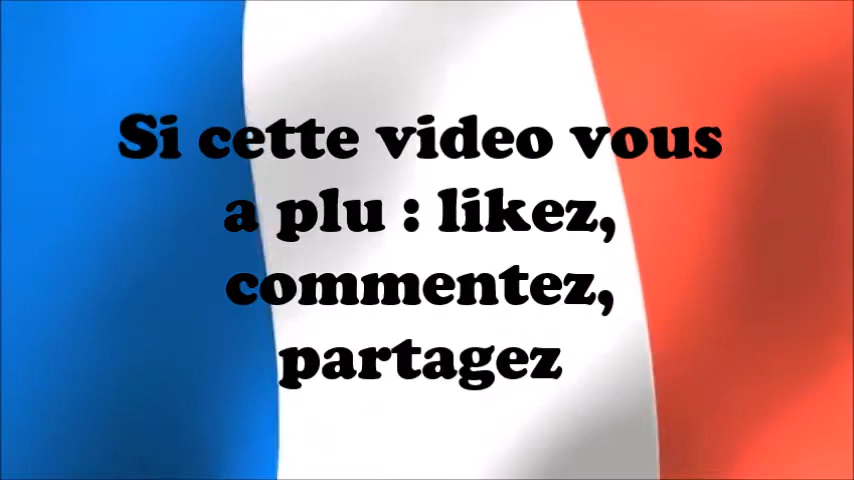 Si cette video vous
a plu : likez,
commentez,
partagez